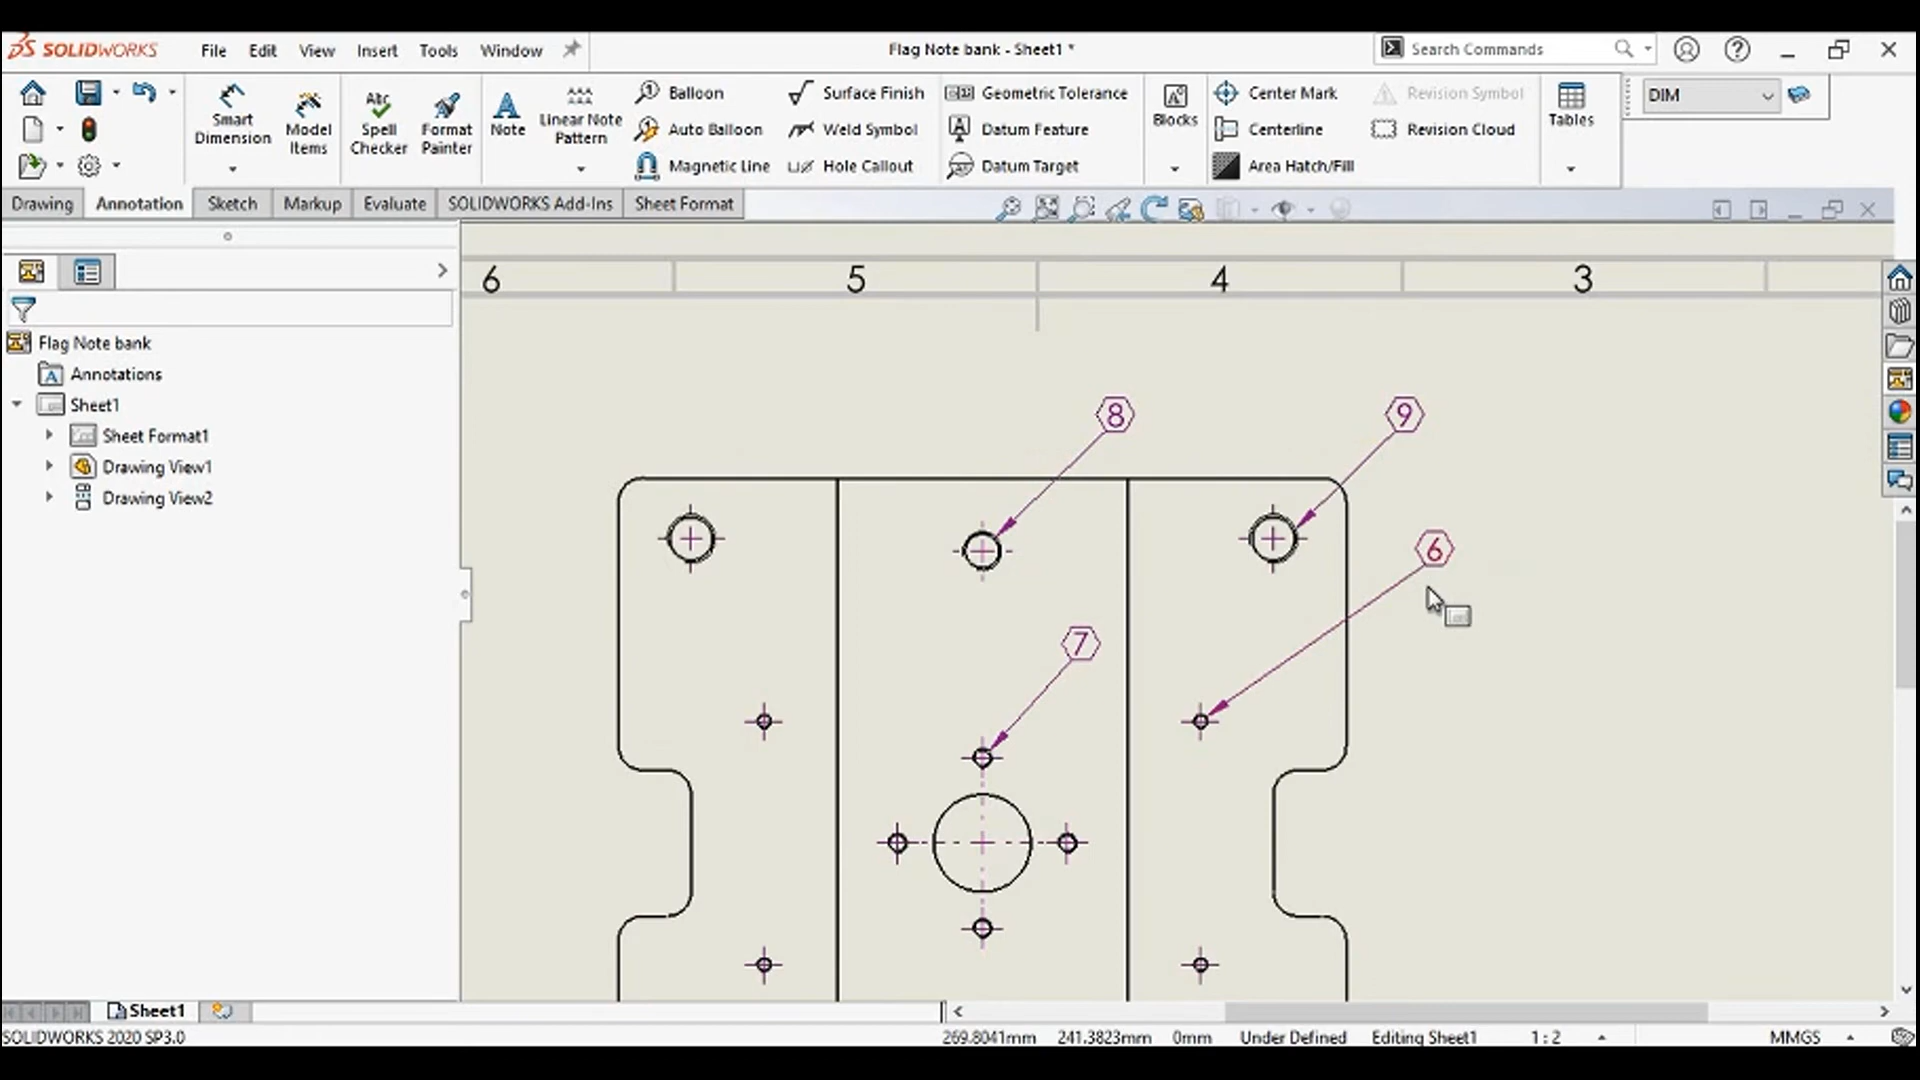 SOLIDWORKS File Edit View Insert Tools Window Flag Note bank - Sheet1 * Search Commands
Smart Dimension
Model Items
Spell Checker
Format Painter
Note
Linear Note Pattern
Balloon
Auto Balloon
Magnetic Line
Surface Finish
Weld Symbol
Hole Callout
Geometric Tolerance
Datum Feature
Datum Target
Blocks
Center Mark
Centerline
Area Hatch/Fill
Revision Symbol
Revision Cloud
Tables
DIM
Drawing Annotation Sketch Markup Evaluate SOLIDWORKS Add-Ins Sheet Format
6 5 4 3
Flag Note bank
Annotations
Sheet1
Sheet Format1
Drawing View1
Drawing View2
8 9
6
7
Sheet1
SOLIDWORKS 2020 SP3.0 269.8041mm 241.3823mm 0mm Under Defined Editing Sheet1 1 : 2 MMGS